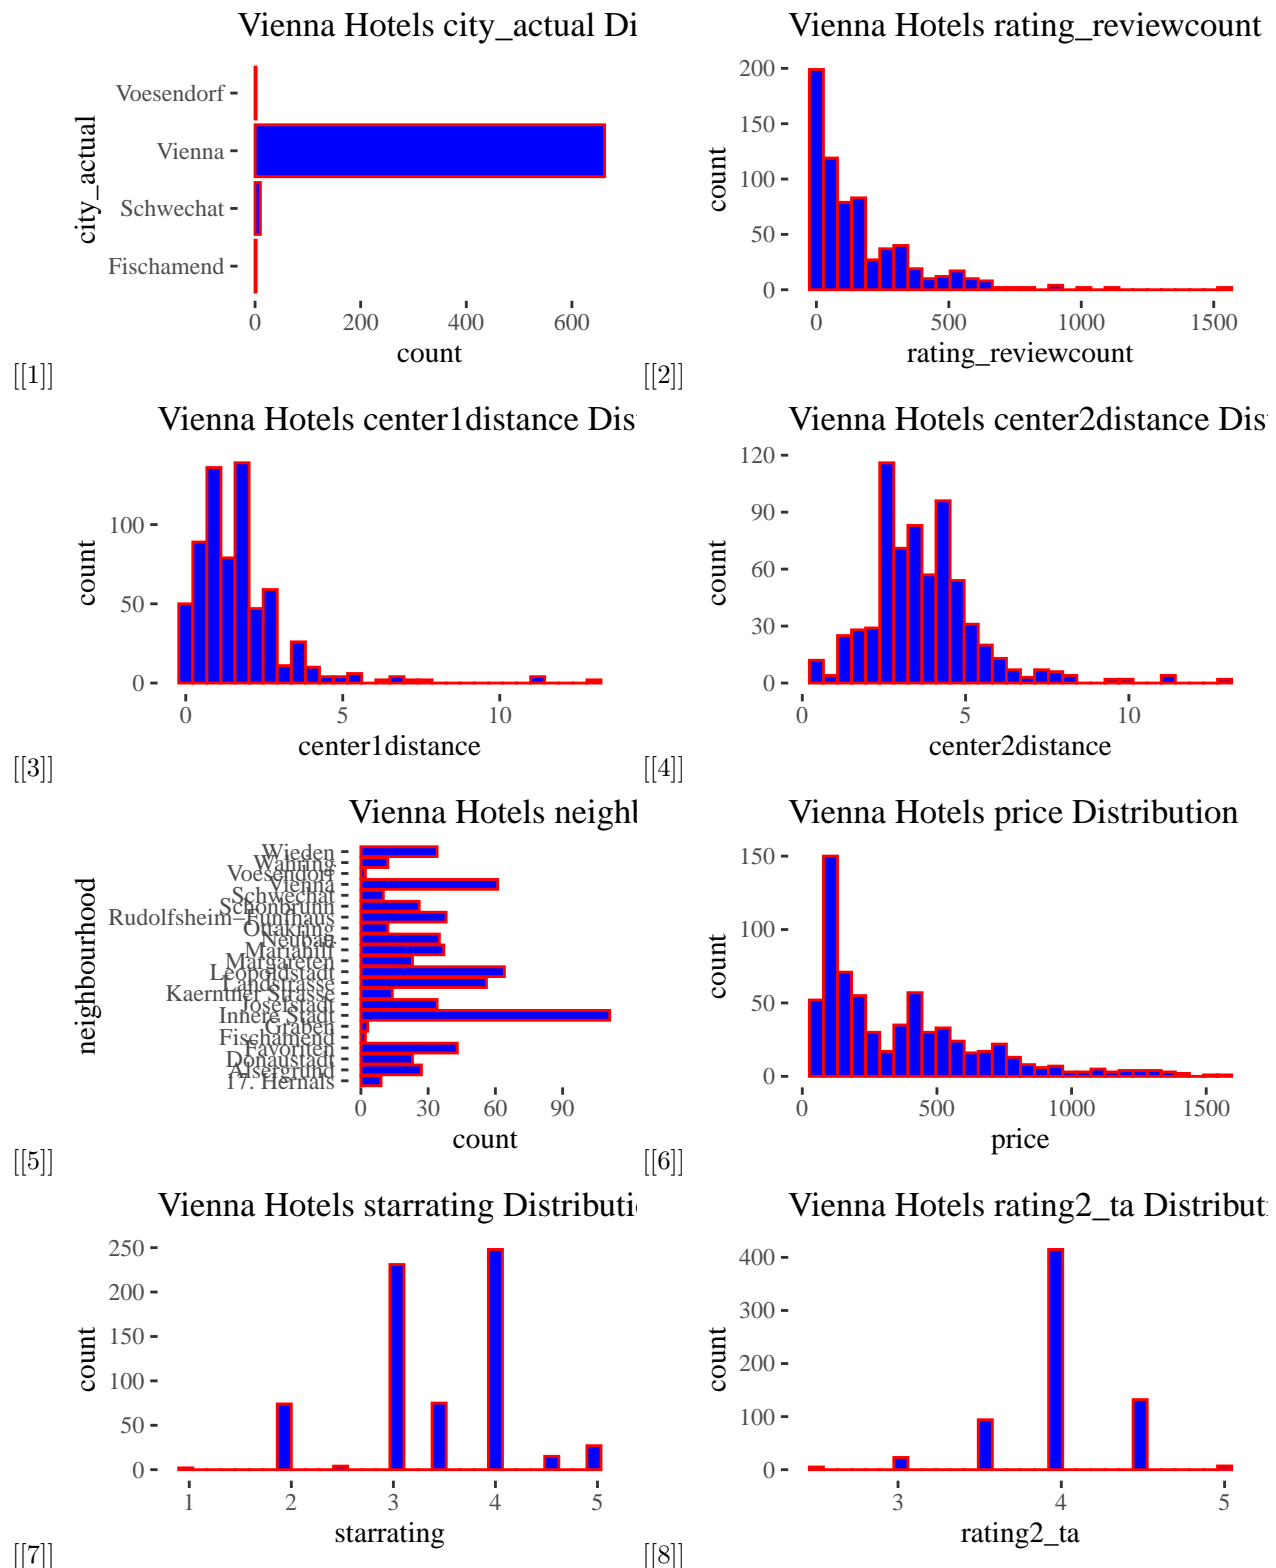 Vienna Hotels city_actual Di
Voesendorf
Vienna
Schwechat
Fischamend
city_actual
0 200 400 600
count
[[1]]
Vienna Hotels rating_reviewcount
200
150
100
50
0
count
0 500 1000 1500
rating_reviewcount
[[2]]
Vienna Hotels center1distance Dis
100
50
0
count
0 5 10
center1distance
[[3]]
Vienna Hotels center2distance Dis
120
90
60
30
0
count
0 5 10
center2distance
[[4]]
Vienna Hotels neighb
Wieden
Wahring
Voesendorf
Vienna
Schwechat
Schonbrunn
Rudolfsheim-Funfhaus
Ottakring
Neubau
Mariahilf
Margareten
Leopoldstadt
Landstrasse
Kaerntner Strasse
Josefstadt
Innere Stadt
Graben
Fischamend
Favoriten
Donaustadt
Alsergrund
17. Hernals
neighbourhood
0 30 60 90
count
[[5]]
Vienna Hotels price Distribution
150
100
50
0
count
0 500 1000 1500
price
[[6]]
Vienna Hotels starrating Distributi
250
200
150
100
50
0
count
1 2 3 4 5
starrating
[[7]]
Vienna Hotels rating2_ta Distribut
400
300
200
100
0
count
3 4 5
rating2_ta
[[8]]